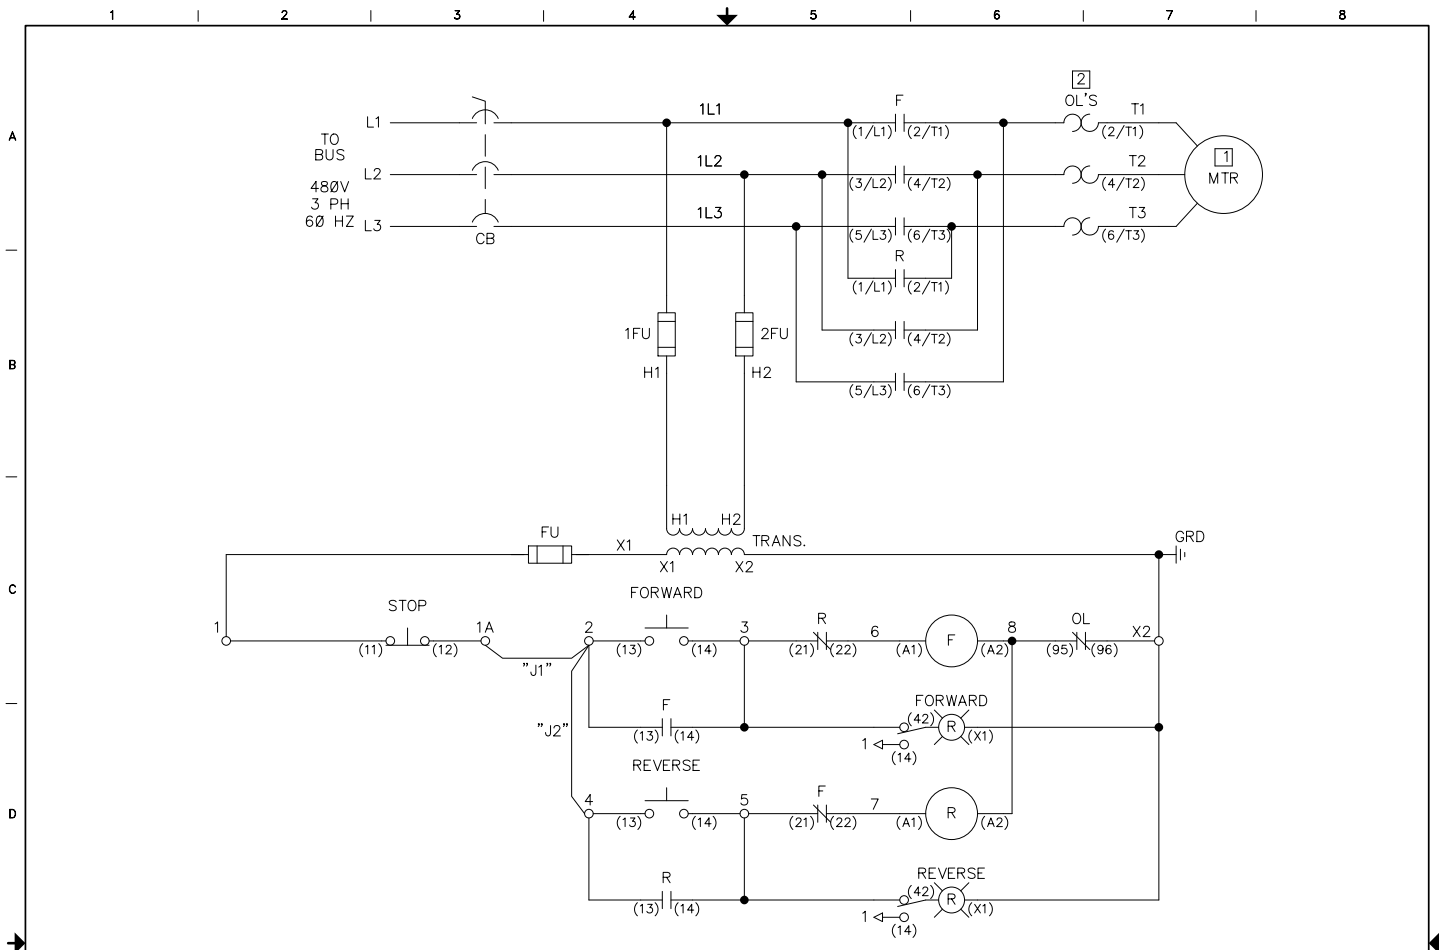 1 2 3 4 5 6 7 8
A
B
C
D
TO
BUS
480V
3 PH
60 HZ
L1
L2
L3
CB
1L1
1L2
1L3
F
(1/L1) (2/T1)
(3/L2) (4/T2)
(5/L3) (6/T3)
R
(1/L1) (2/T1)
(3/L2) (4/T2)
(5/L3) (6/T3)
2
OL'S
T1
(2/T1)
T2
(4/T2)
T3
(6/T3)
1
MTR
1FU
2FU
H1
H2
H1 H2
TRANS.
FU
X1
X1 X2
GRD
FORWARD
STOP
1
(11) (12)
1A
"J1"
2
(13) (14)
3
R
(21) (22)
6
(A1) F (A2)
8
OL
(95) (96)
X2
"J2"
F
(13) (14)
FORWARD
(42) R (X1)
1
(14)
REVERSE
4
(13) (14)
5
F
(21) (22)
7
(A1) R (A2)
R
(13) (14)
REVERSE
(42) R (X1)
1
(14)